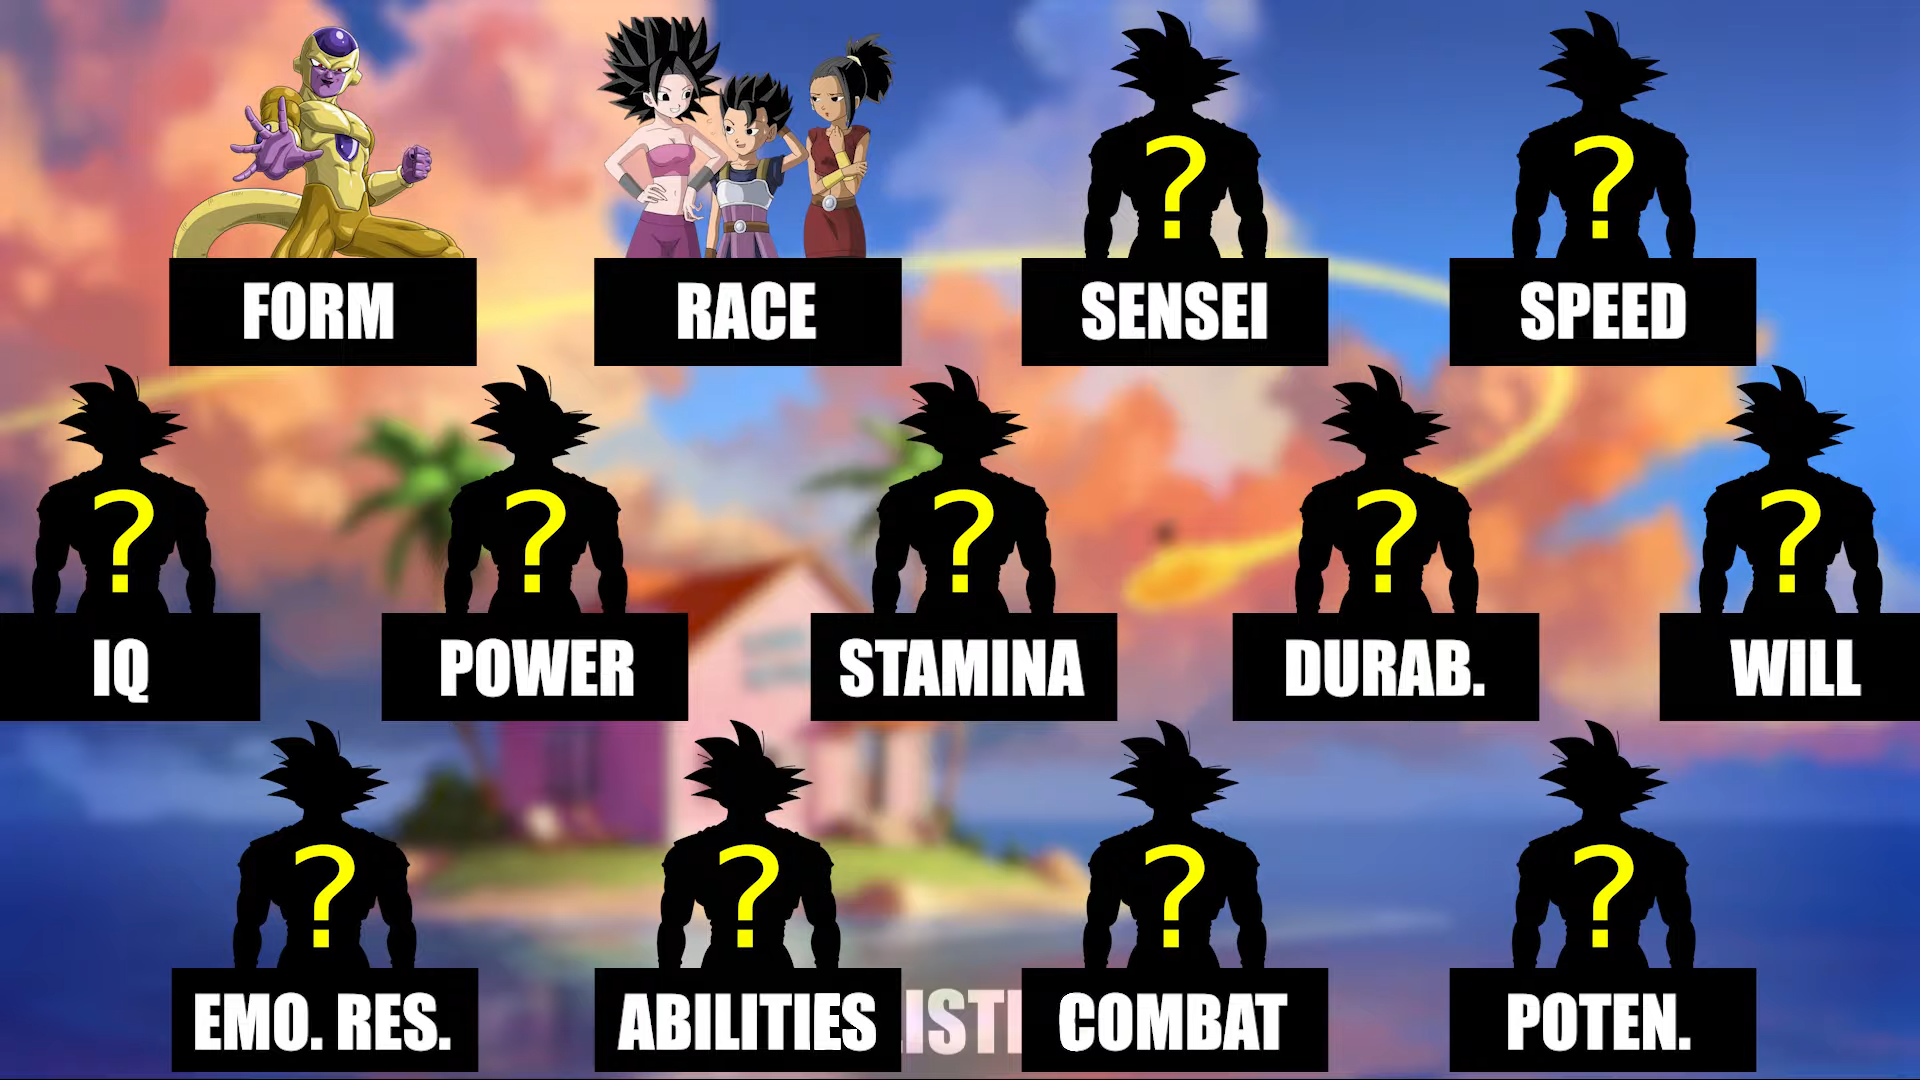 FORM
RACE
SENSEI
SPEED
?
?
IQ
POWER
STAMINA
DURAB.
WILL
?
?
?
?
?
EMO. RES.
ABILITIES
COMBAT
POTEN.
?
?
?
?